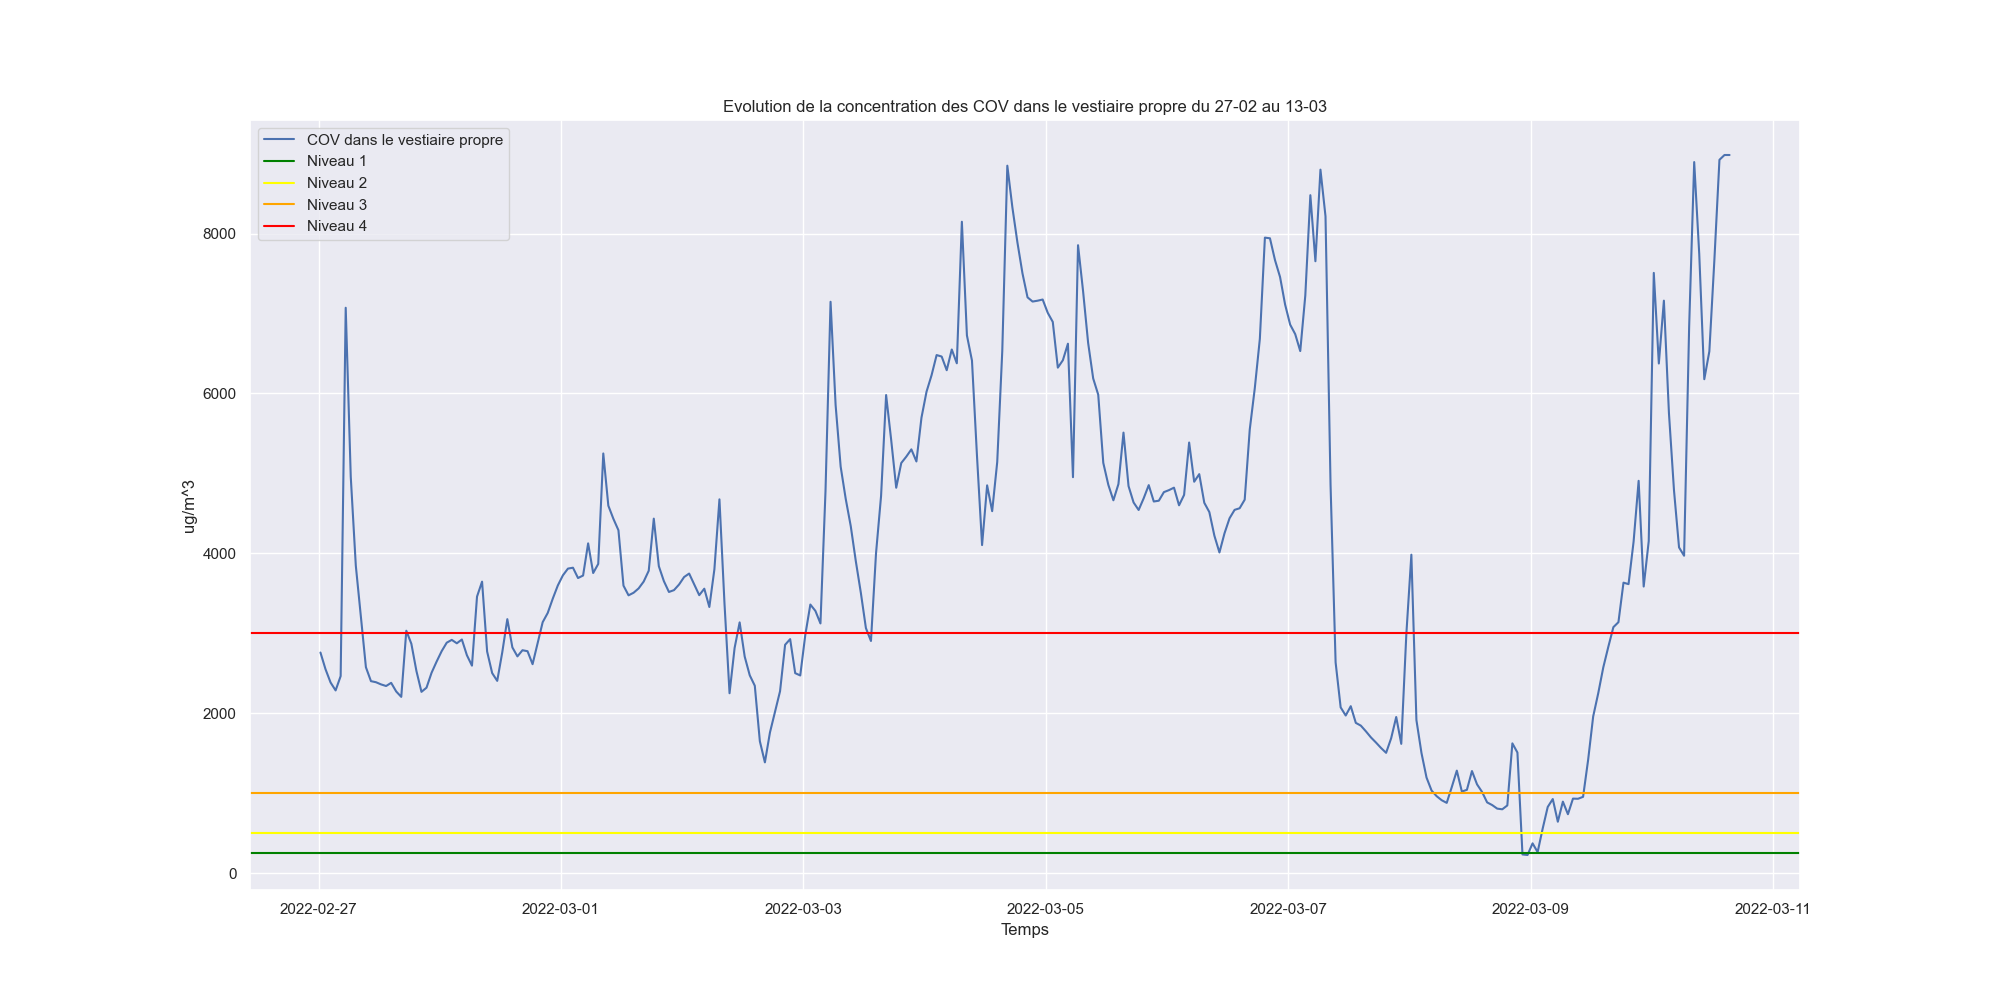 Evolution de la concentration des COV dans le vestiaire propre du 27-02 au 13-03
COV dans le vestiaire propre
Niveau 1
Niveau 2
Niveau 3
Niveau 4
ug/m^3
8000
6000
4000
2000
0
2022-02-27
2022-03-01
2022-03-03
2022-03-05
2022-03-07
2022-03-09
2022-03-11
Temps